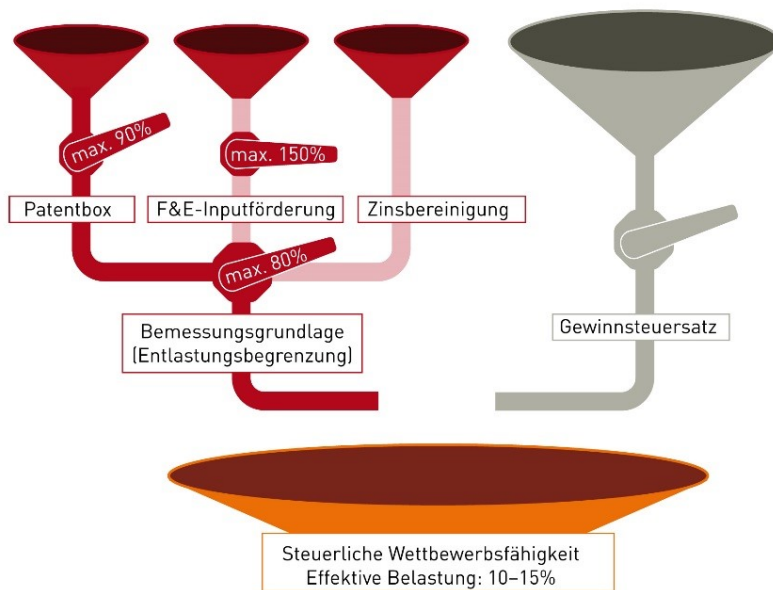 max. 90%
max. 150%
Patentbox
F&E-Inputförderung
Zinsbereinigung
max. 80%
Bemessungsgrundlage
(Entlastungsbegrenzung)
Gewinnsteuersatz
Steuerliche Wettbewerbsfähigkeit
Effektive Belastung: 10–15%